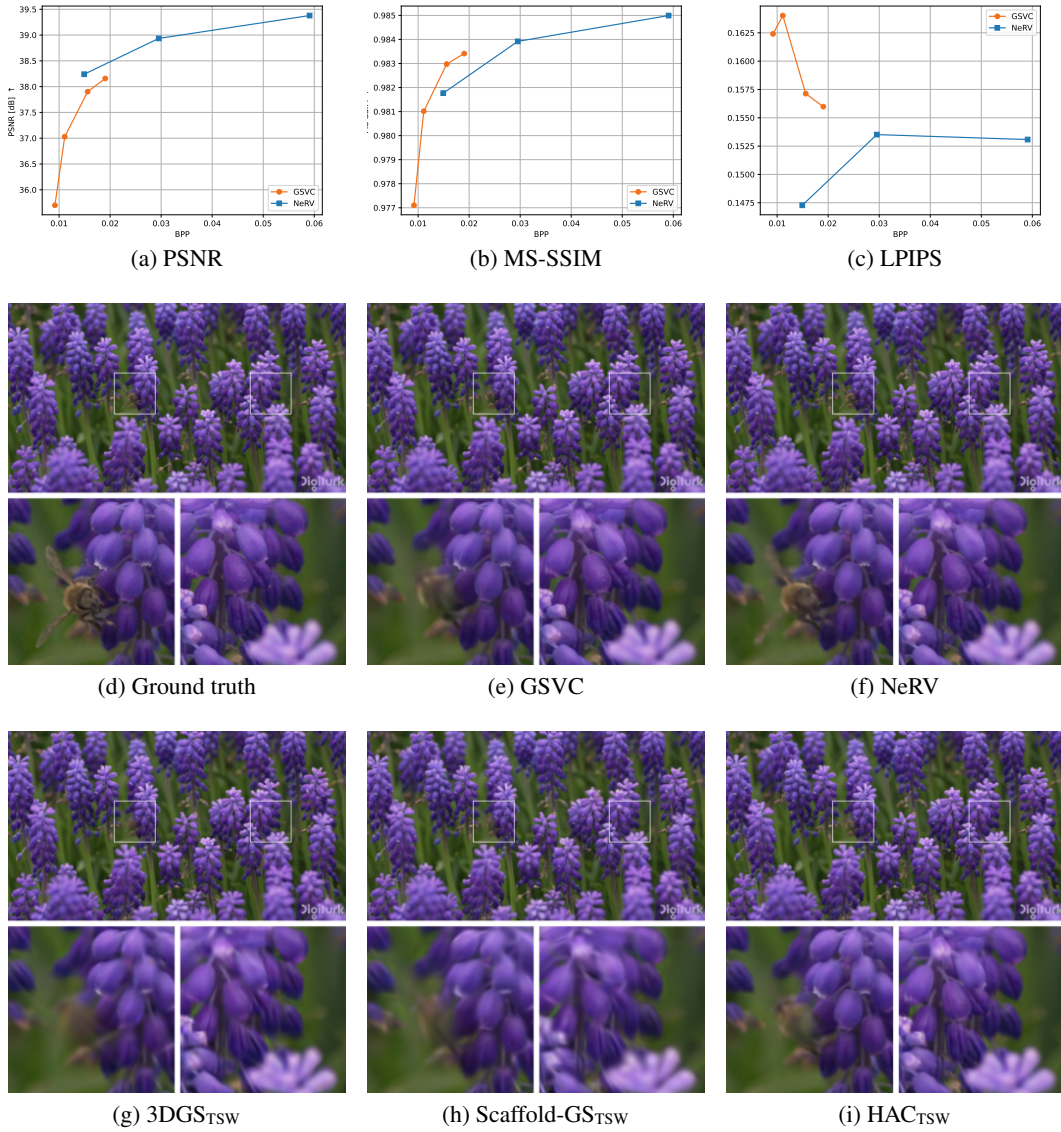 39.5
39.0
38.5
38.0
37.5
37.0
36.5
36.0
PSNR [dB] ↑
0.01 0.02 0.03 0.04 0.05 0.06
BPP
GSVC
NeRV
(a) PSNR
0.985
0.984
0.983
0.982
0.981
0.980
0.979
0.978
0.977
0.01 0.02 0.03 0.04 0.05 0.06
BPP
GSVC
NeRV
(b) MS-SSIM
0.1625
0.1600
0.1575
0.1550
0.1525
0.1500
0.1475
0.01 0.02 0.03 0.04 0.05 0.06
BPP
GSVC
NeRV
(c) LPIPS
Digiturk
Digiturk
Digiturk
(d) Ground truth
(e) GSVC
(f) NeRV
Digiturk
Digiturk
Digiturk
(g) 3DGSTSW
(h) Scaffold-GSTSW
(i) HACTSW